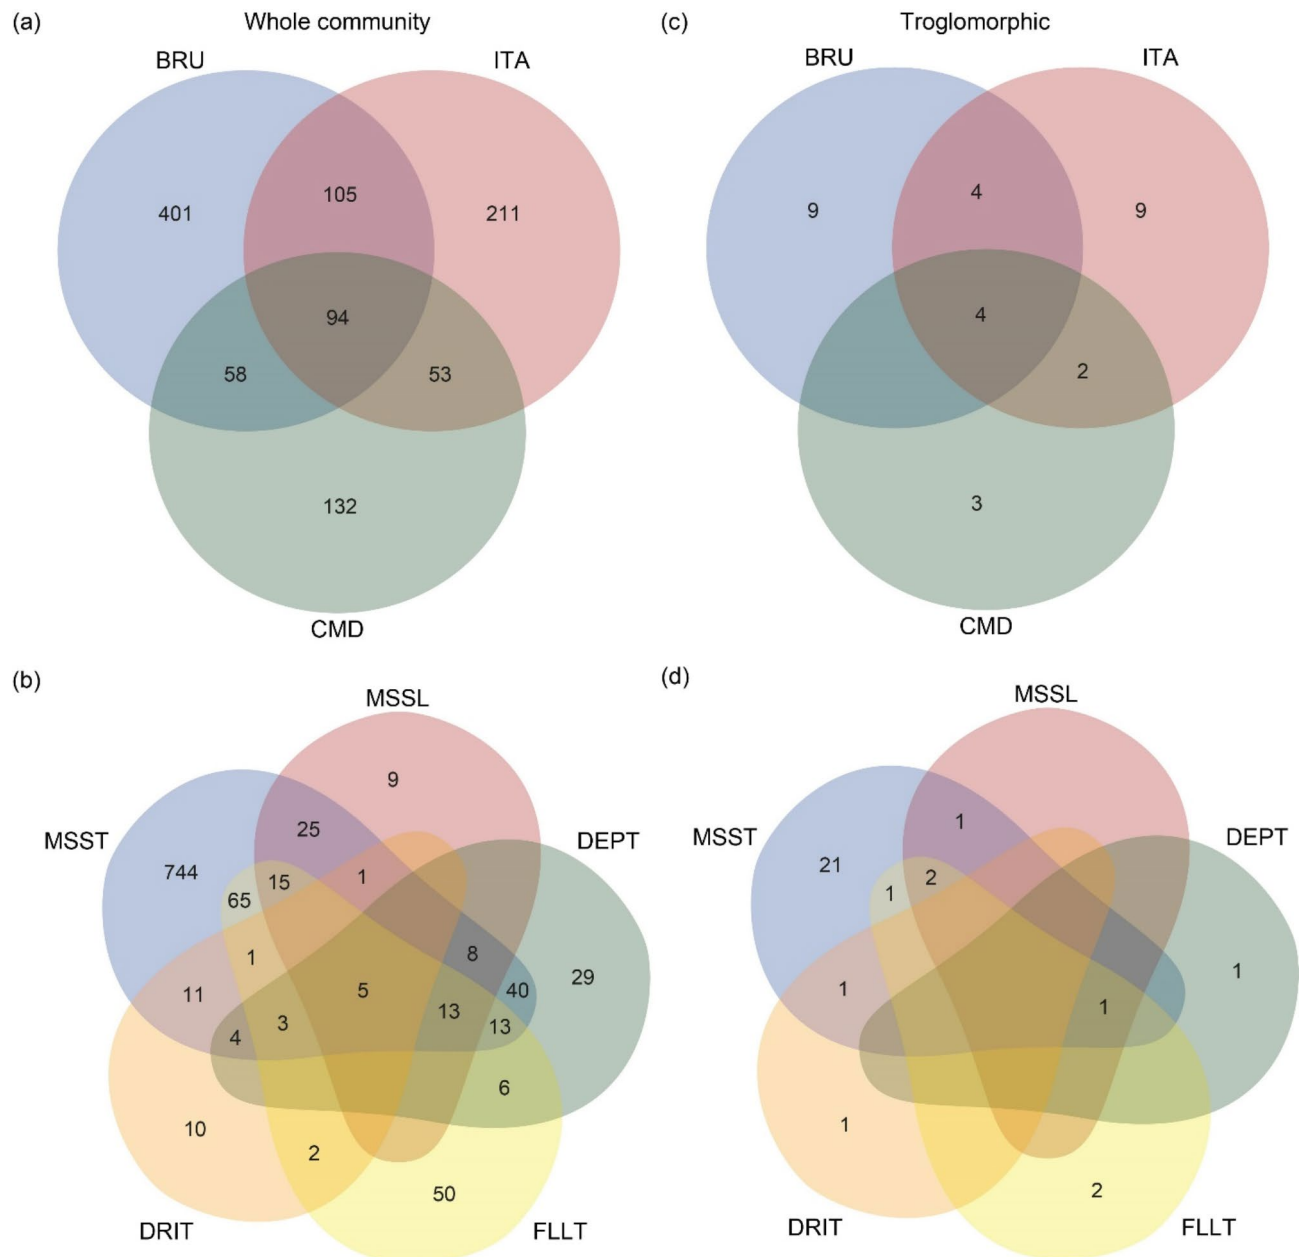 (a) Whole community
BRU ITA
401 105 211
94
58 53
132
CMD
(c) Troglomorphic
BRU ITA
9 4 9
4
2
3
CMD
(b)
MSSL
9
MSST 25 DEPT
744 15 1
65
1 8
11 5 40 29
4 3 13 13
6
10 2
50
DRIT FLLT
(d)
MSSL
1
MSST DEPT
21 2
1
1 1
1
1
2
DRIT FLLT